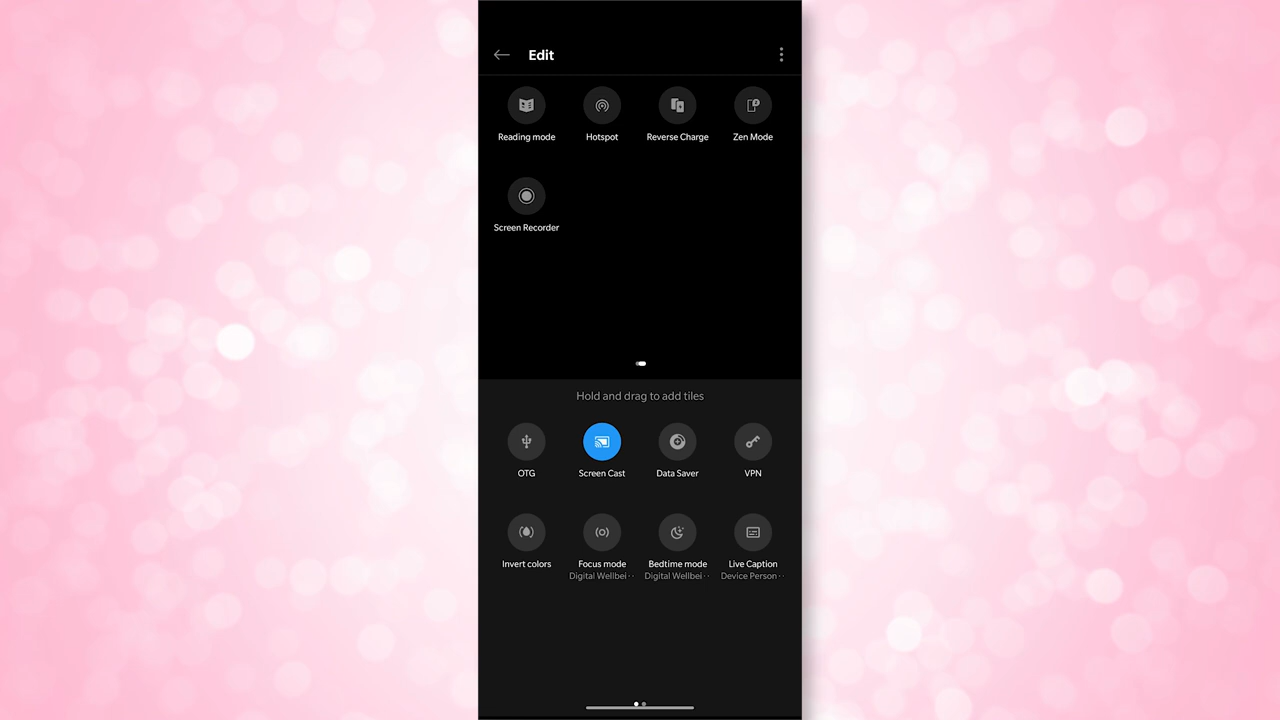 Edit
Reading mode
Hotspot
Reverse Charge
Zen Mode
Screen Recorder
Hold and drag to add tiles
OTG
Screen Cast
Data Saver
VPN
Invert colors
Focus mode
Digital Wellbei··
Bedtime mode
Digital Wellbei··
Live Caption
Device Person··